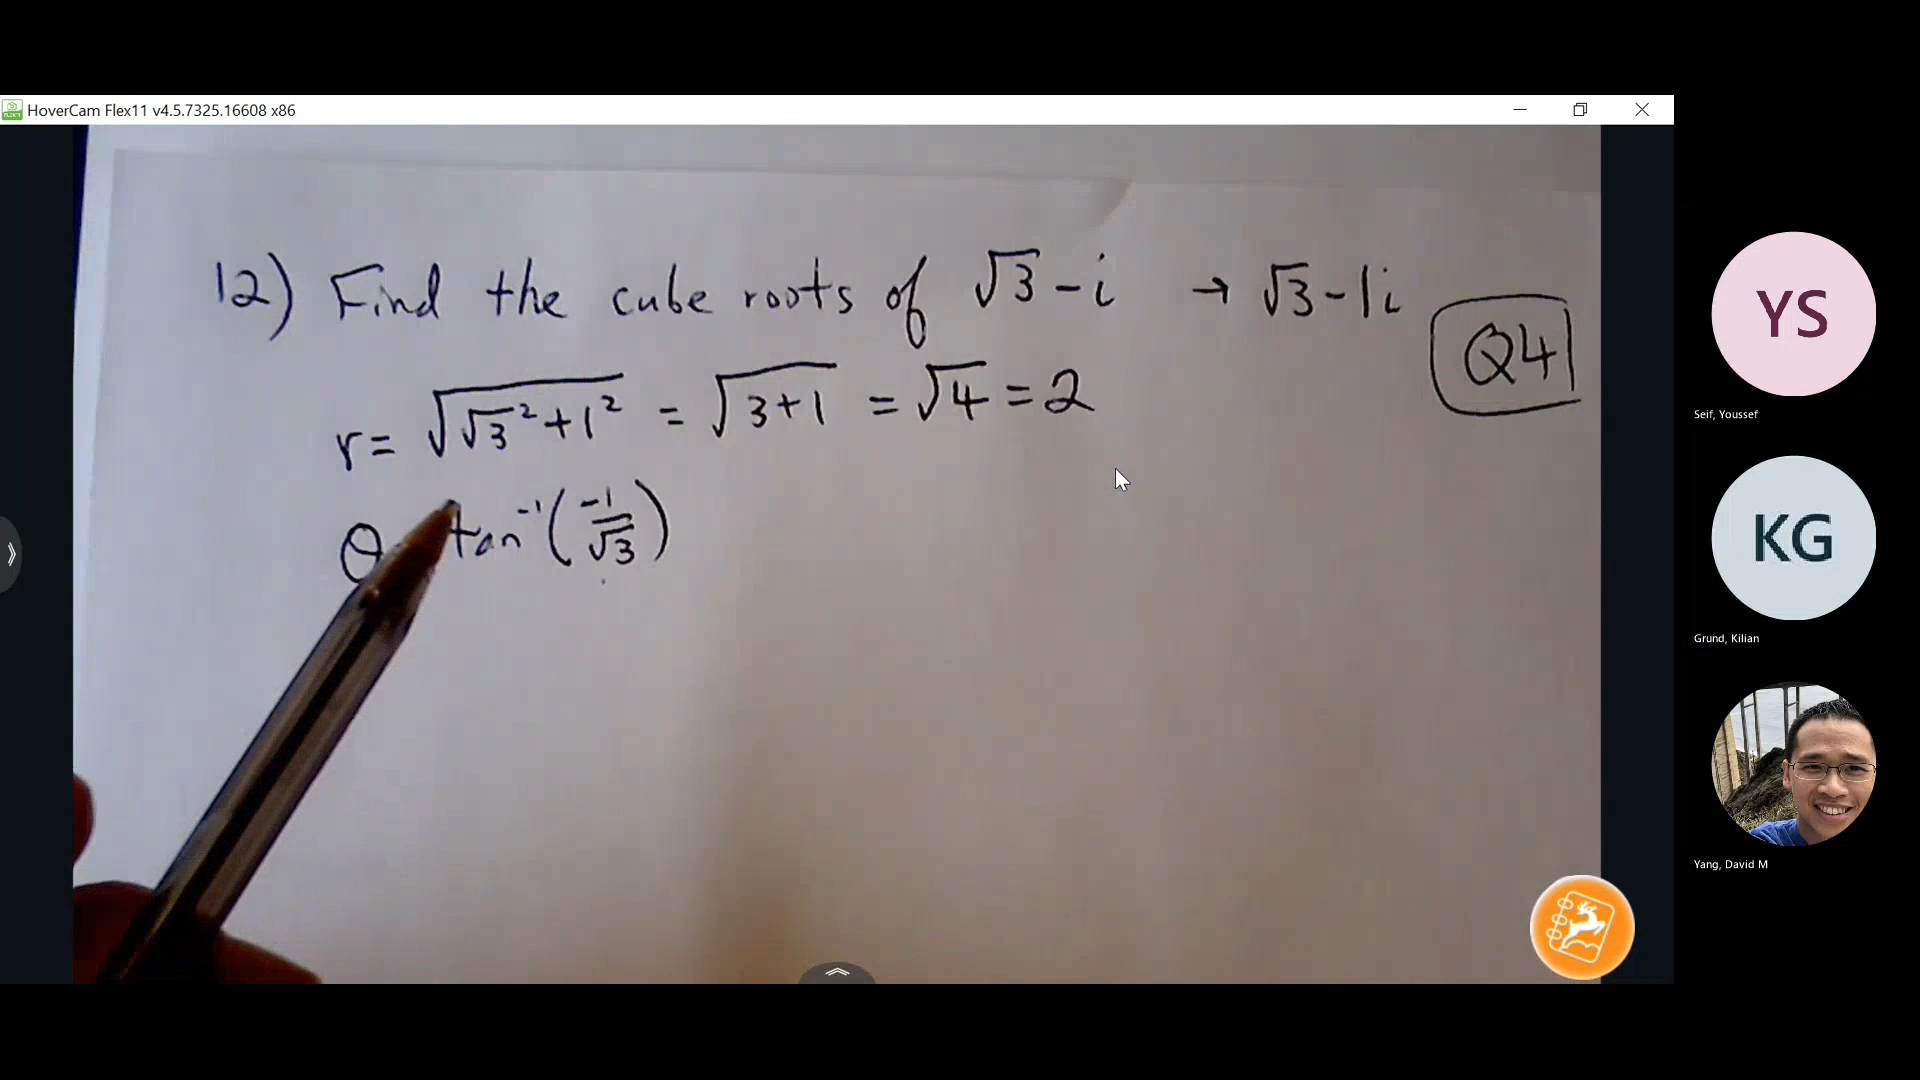 HoverCam Flex11 v4.5.7325.16608 x86
12) Find the cube roots of √3 - i → √3 - 1i
Q4
r = √(√3² + 1²) = √(3+1) = √4 = 2
θ tan⁻¹(-1/√3)
YS
Seif, Youssef
KG
Grund, Kilian
Yang, David M